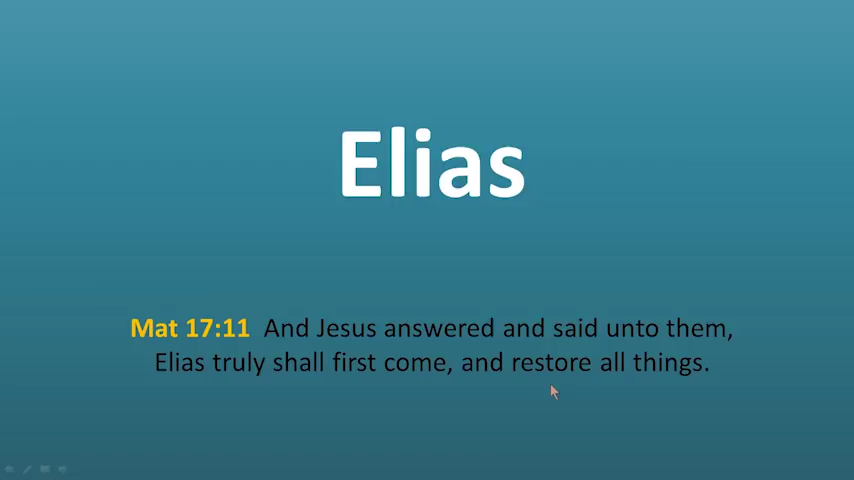 Elias
Mat 17:11 And Jesus answered and said unto them,
Elias truly shall first come, and restore all things.